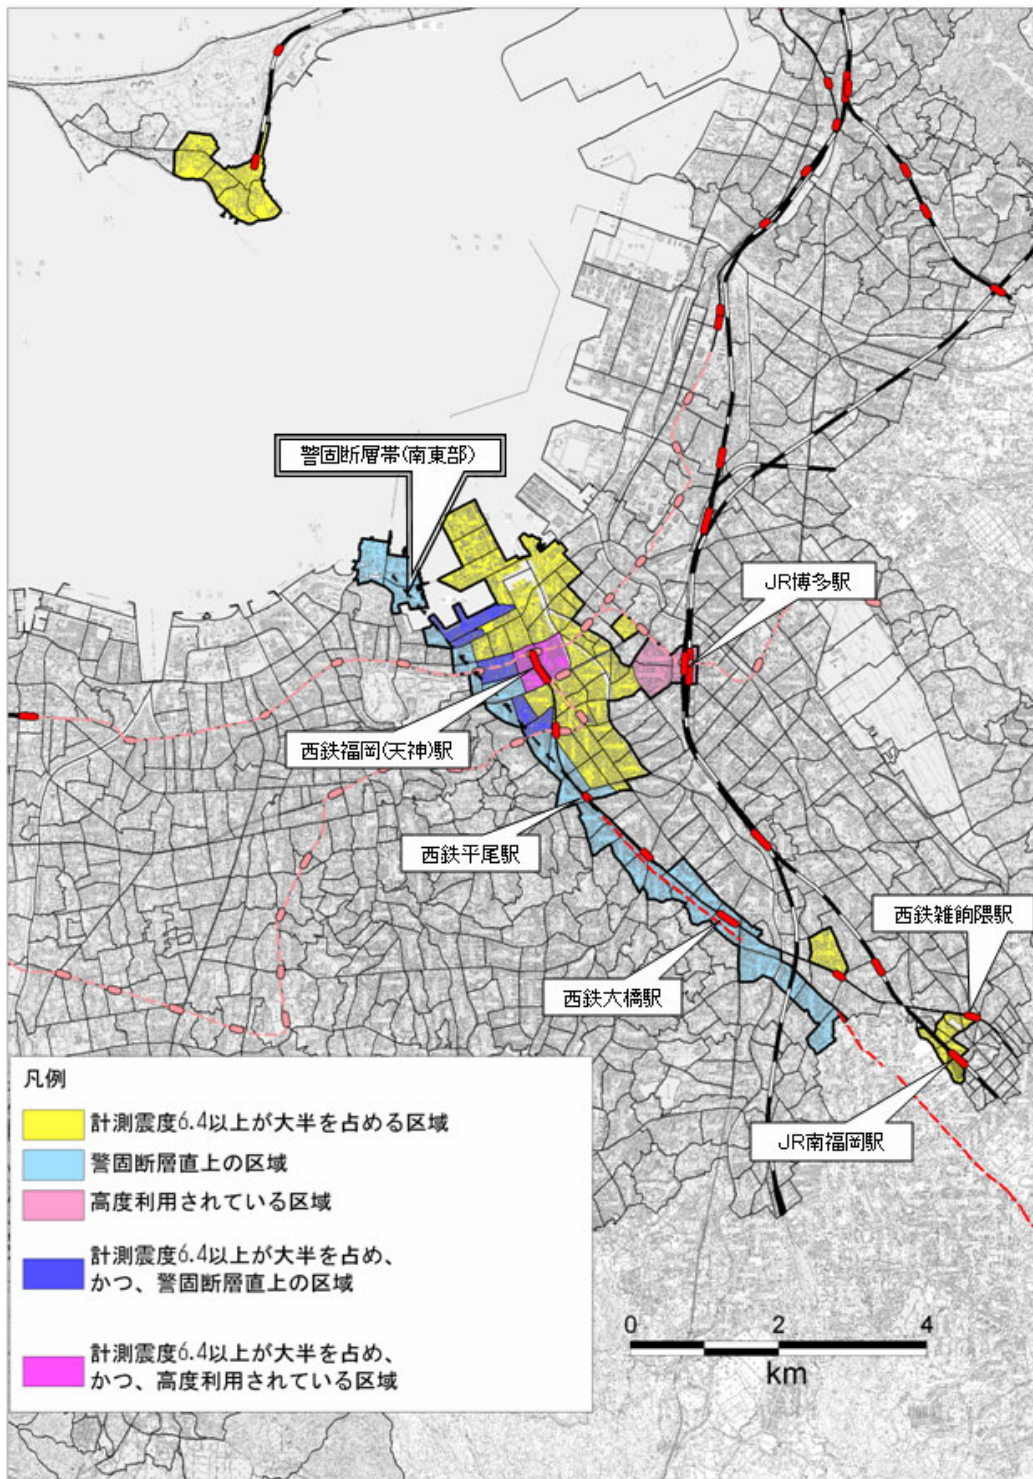 警固断層帯(南東部)
JR博多駅
西鉄福岡(天神)駅
西鉄平尾駅
西鉄雑餉隈駅
西鉄大橋駅
JR南福岡駅
凡例
計測震度6.4以上が大半を占める区域
警固断層直上の区域
高度利用されている区域
計測震度6.4以上が大半を占め、
かつ、警固断層直上の区域
計測震度6.4以上が大半を占め、
かつ、高度利用されている区域
0 2 4
km